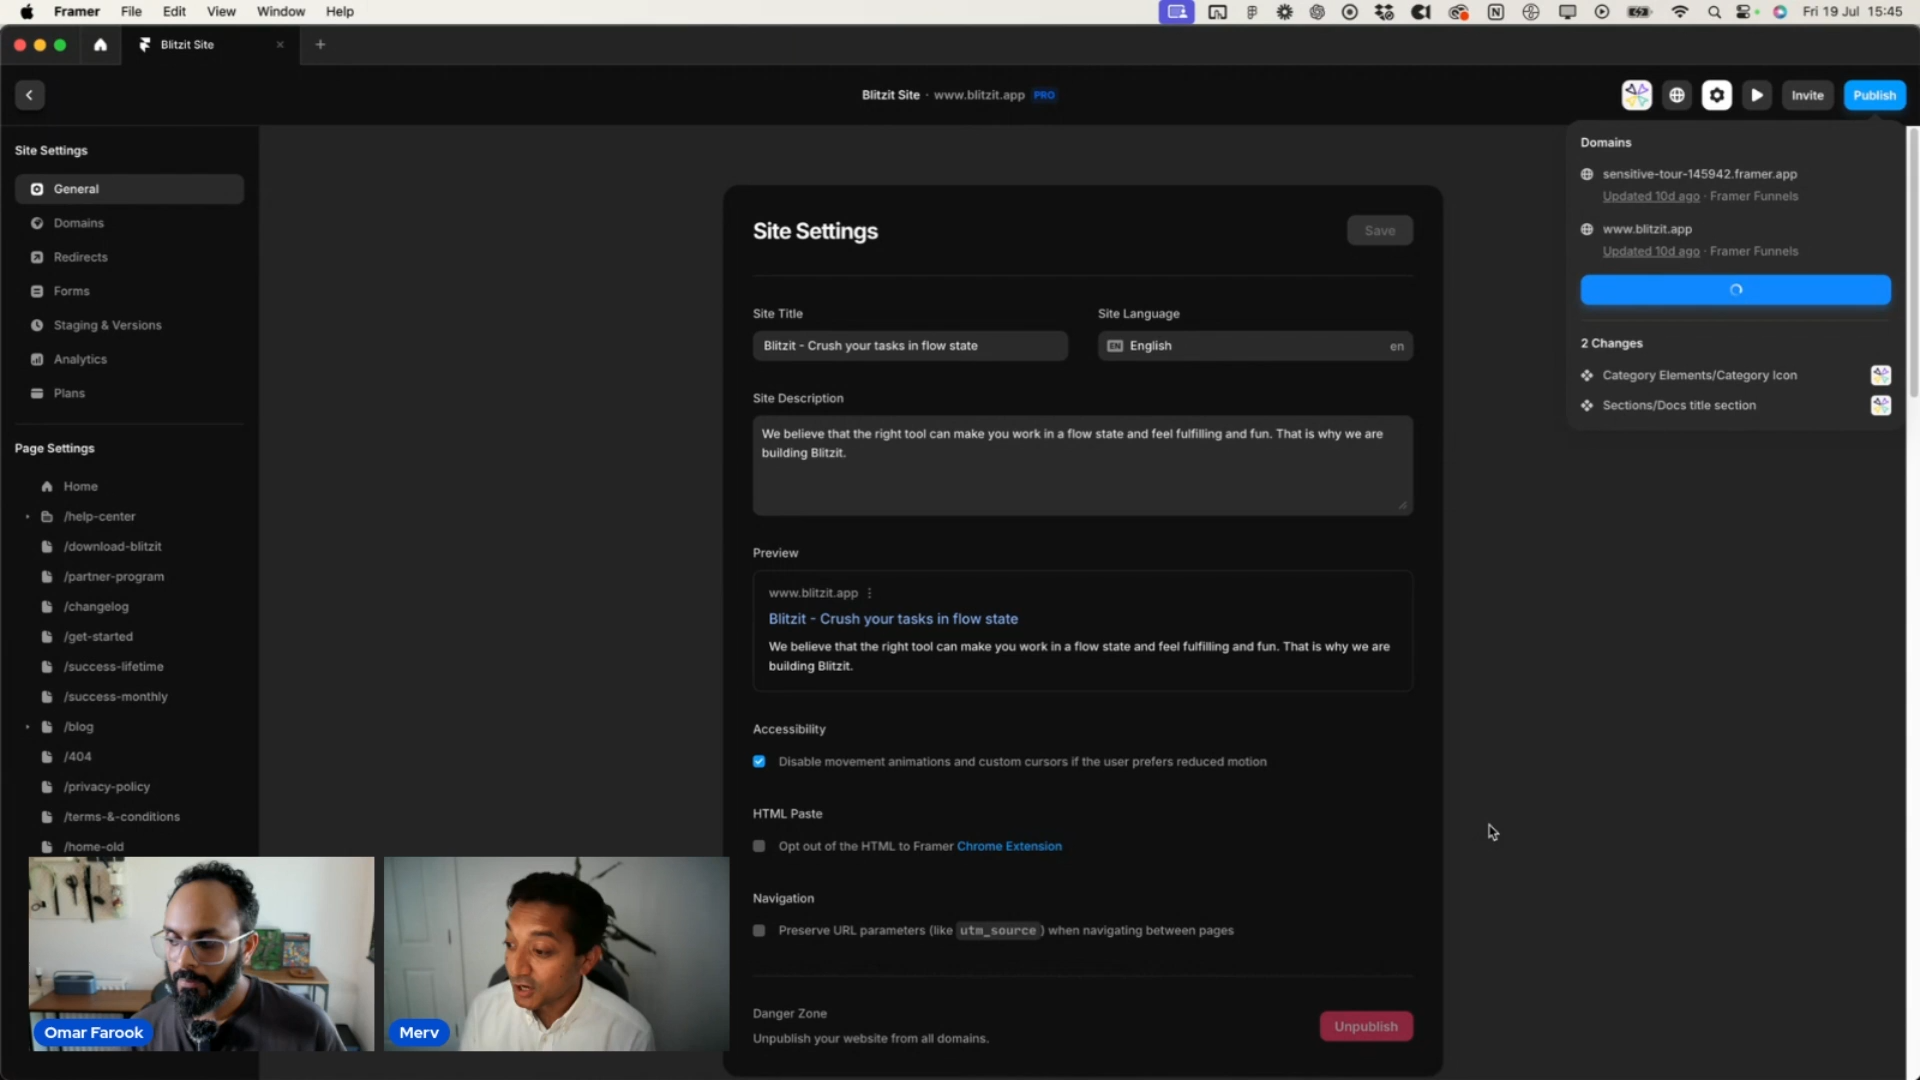 Framer File Edit View Window Help
Fri 19 Jul 15:45
Blitzit Site
Blitzit Site · www.blitzit.app PRO
Invite
Publish
Site Settings
General
Domains
Redirects
Forms
Staging & Versions
Analytics
Plans
Page Settings
Home
/help-center
/download-blitzit
/partner-program
/changelog
/get-started
/success-lifetime
/success-monthly
/blog
/404
/privacy-policy
/terms-&-conditions
/home-old
Omar Farook
Merv
Site Settings
Save
Site Title
Blitzit - Crush your tasks in flow state
Site Language
EN English en
Site Description
We believe that the right tool can make you work in a flow state and feel fulfilling and fun. That is why we are
building Blitzit.
Preview
www.blitzit.app
Blitzit - Crush your tasks in flow state
We believe that the right tool can make you work in a flow state and feel fulfilling and fun. That is why we are
building Blitzit.
Accessibility
Disable movement animations and custom cursors if the user prefers reduced motion
HTML Paste
Opt out of the HTML to Framer Chrome Extension
Navigation
Preserve URL parameters (like utm_source) when navigating between pages
Danger Zone
Unpublish your website from all domains.
Unpublish
Domains
sensitive-tour-145942.framer.app
Updated 10d ago · Framer Funnels
www.blitzit.app
Updated 10d ago · Framer Funnels
2 Changes
Category Elements/Category Icon
Sections/Docs title section